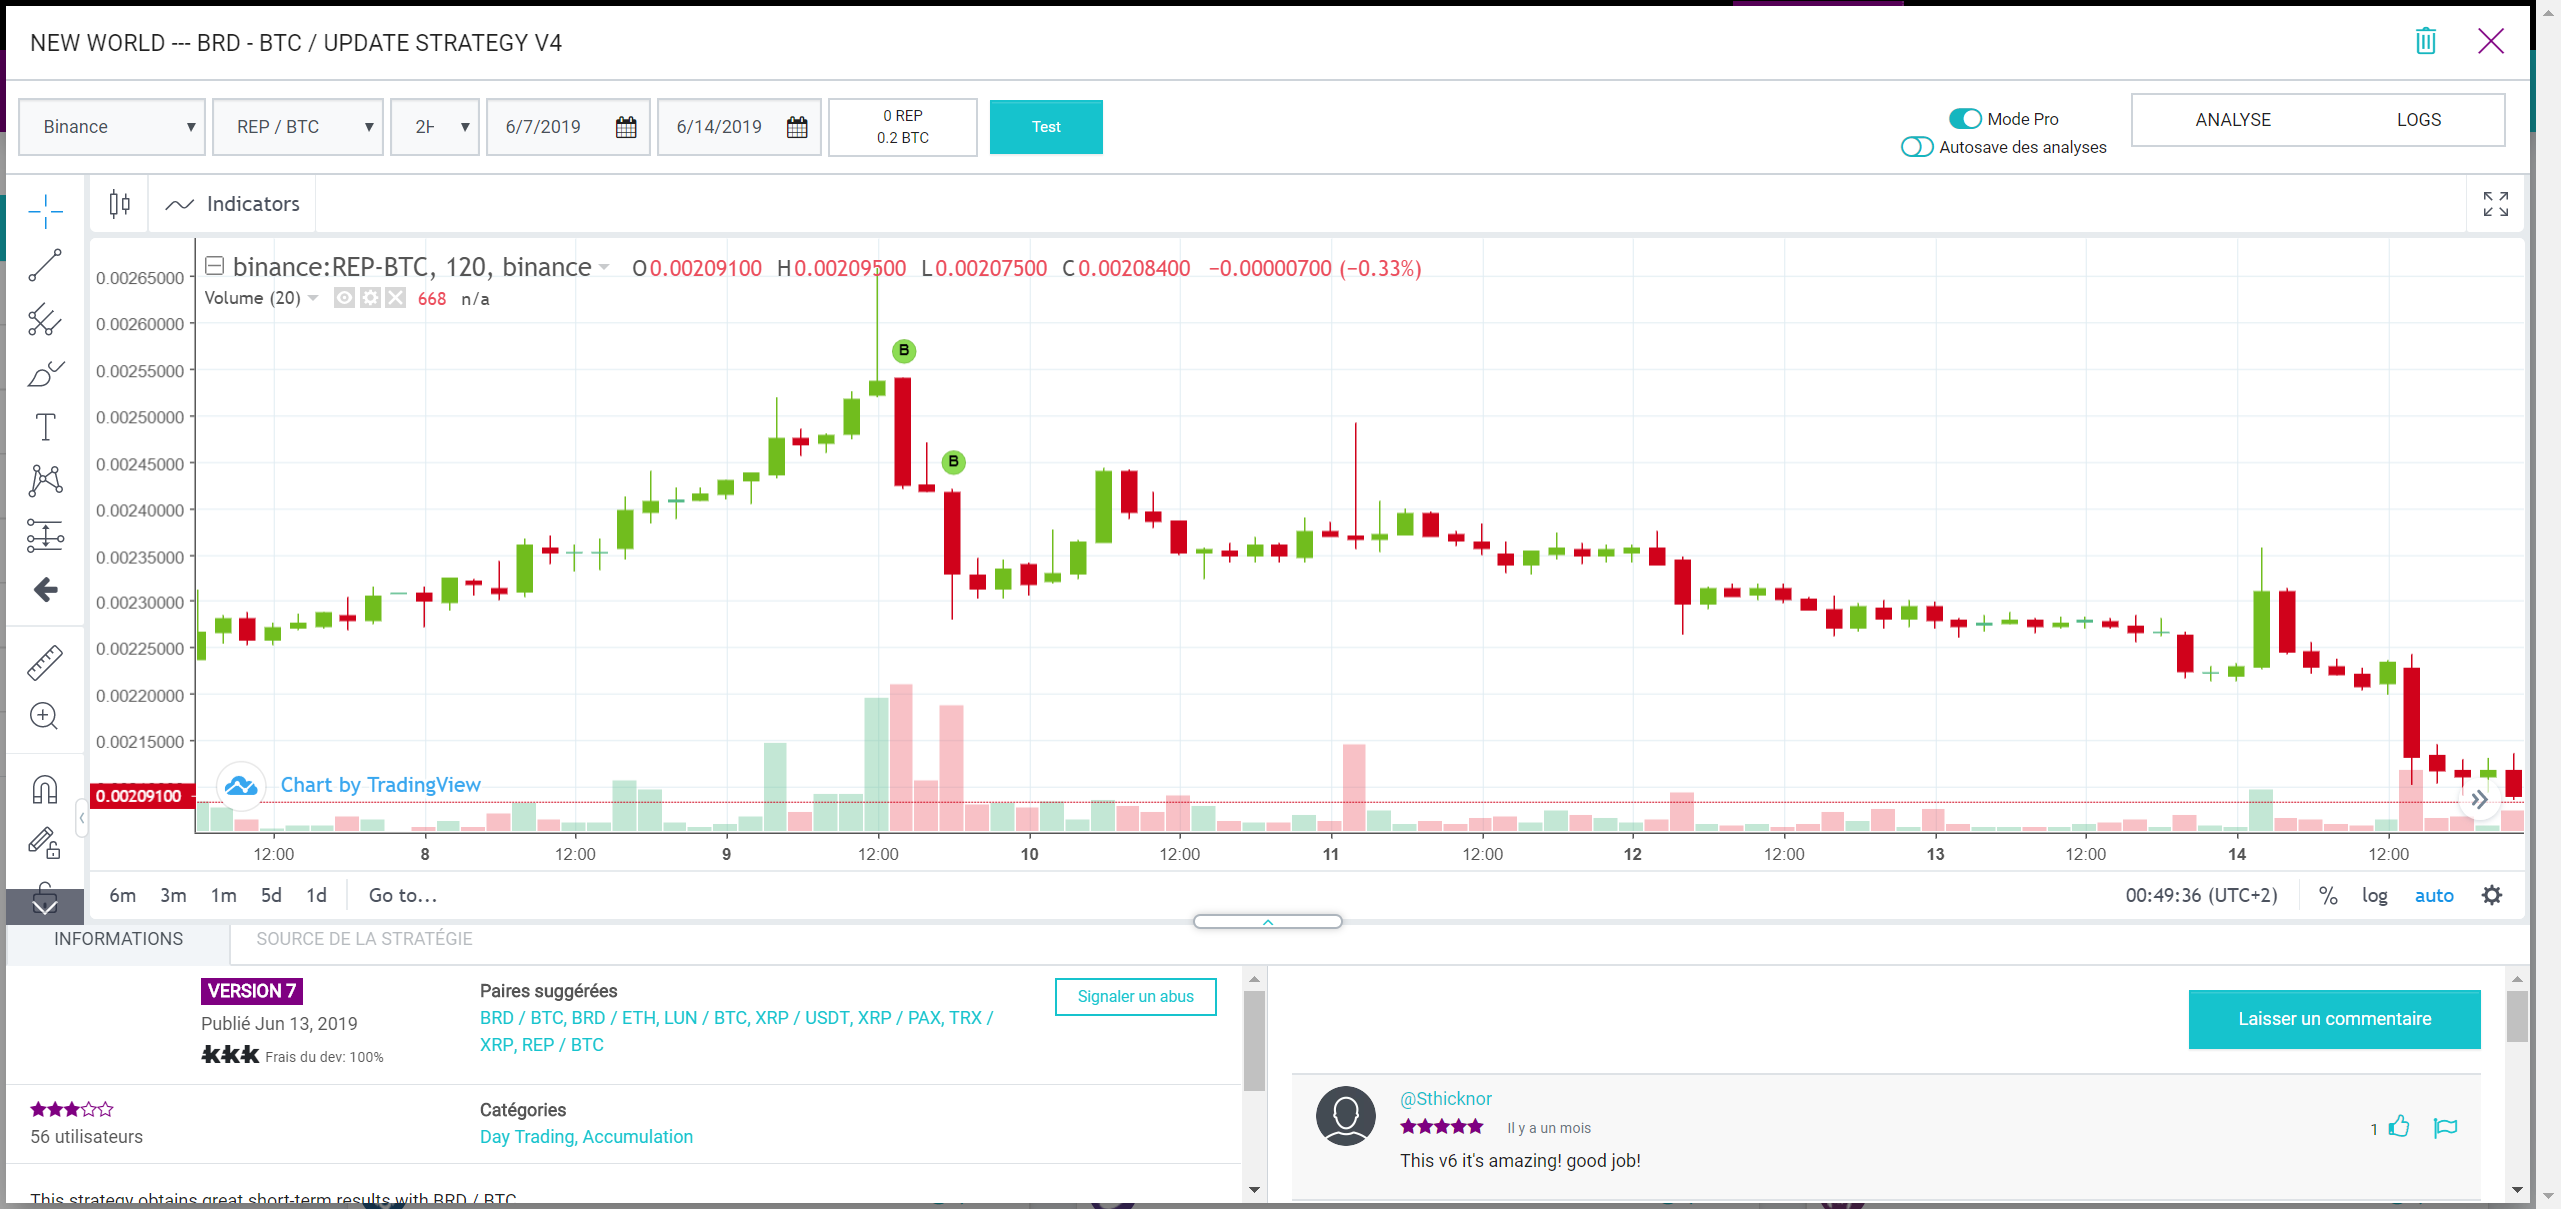 NEW WORLD --- BRD - BTC / UPDATE STRATEGY V4
Binance
REP / BTC
2H
6/7/2019
6/14/2019
0 REP
0.2 BTC
Test
Mode Pro
Autosave des analyses
ANALYSE
LOGS
Indicators
binance:REP-BTC, 120, binance O0.00209100 H0.00209500 L0.00207500 C0.00208400 −0.00000700 (−0.33%)
Volume (20) 668 n/a
0.00265000
0.00260000
0.00255000
0.00250000
0.00245000
0.00240000
0.00235000
0.00230000
0.00225000
0.00220000
0.00215000
0.00209100
B
B
Chart by TradingView
12:00 8 12:00 9 12:00 10 12:00 11 12:00 12 12:00 13 12:00 14 12:00
6m 3m 1m 5d 1d Go to...
00:49:36 (UTC+2) % log auto
INFORMATIONS
SOURCE DE LA STRATÉGIE
VERSION 7
Publié Jun 13, 2019
Frais du dev: 100%
Paires suggérées
BRD / BTC, BRD / ETH, LUN / BTC, XRP / USDT, XRP / PAX, TRX /
XRP, REP / BTC
Signaler un abus
56 utilisateurs
Catégories
Day Trading, Accumulation
This strategy obtains great short-term results with BRD / BTC
Laisser un commentaire
@Sthicknor
Il y a un mois
1
This v6 it's amazing! good job!